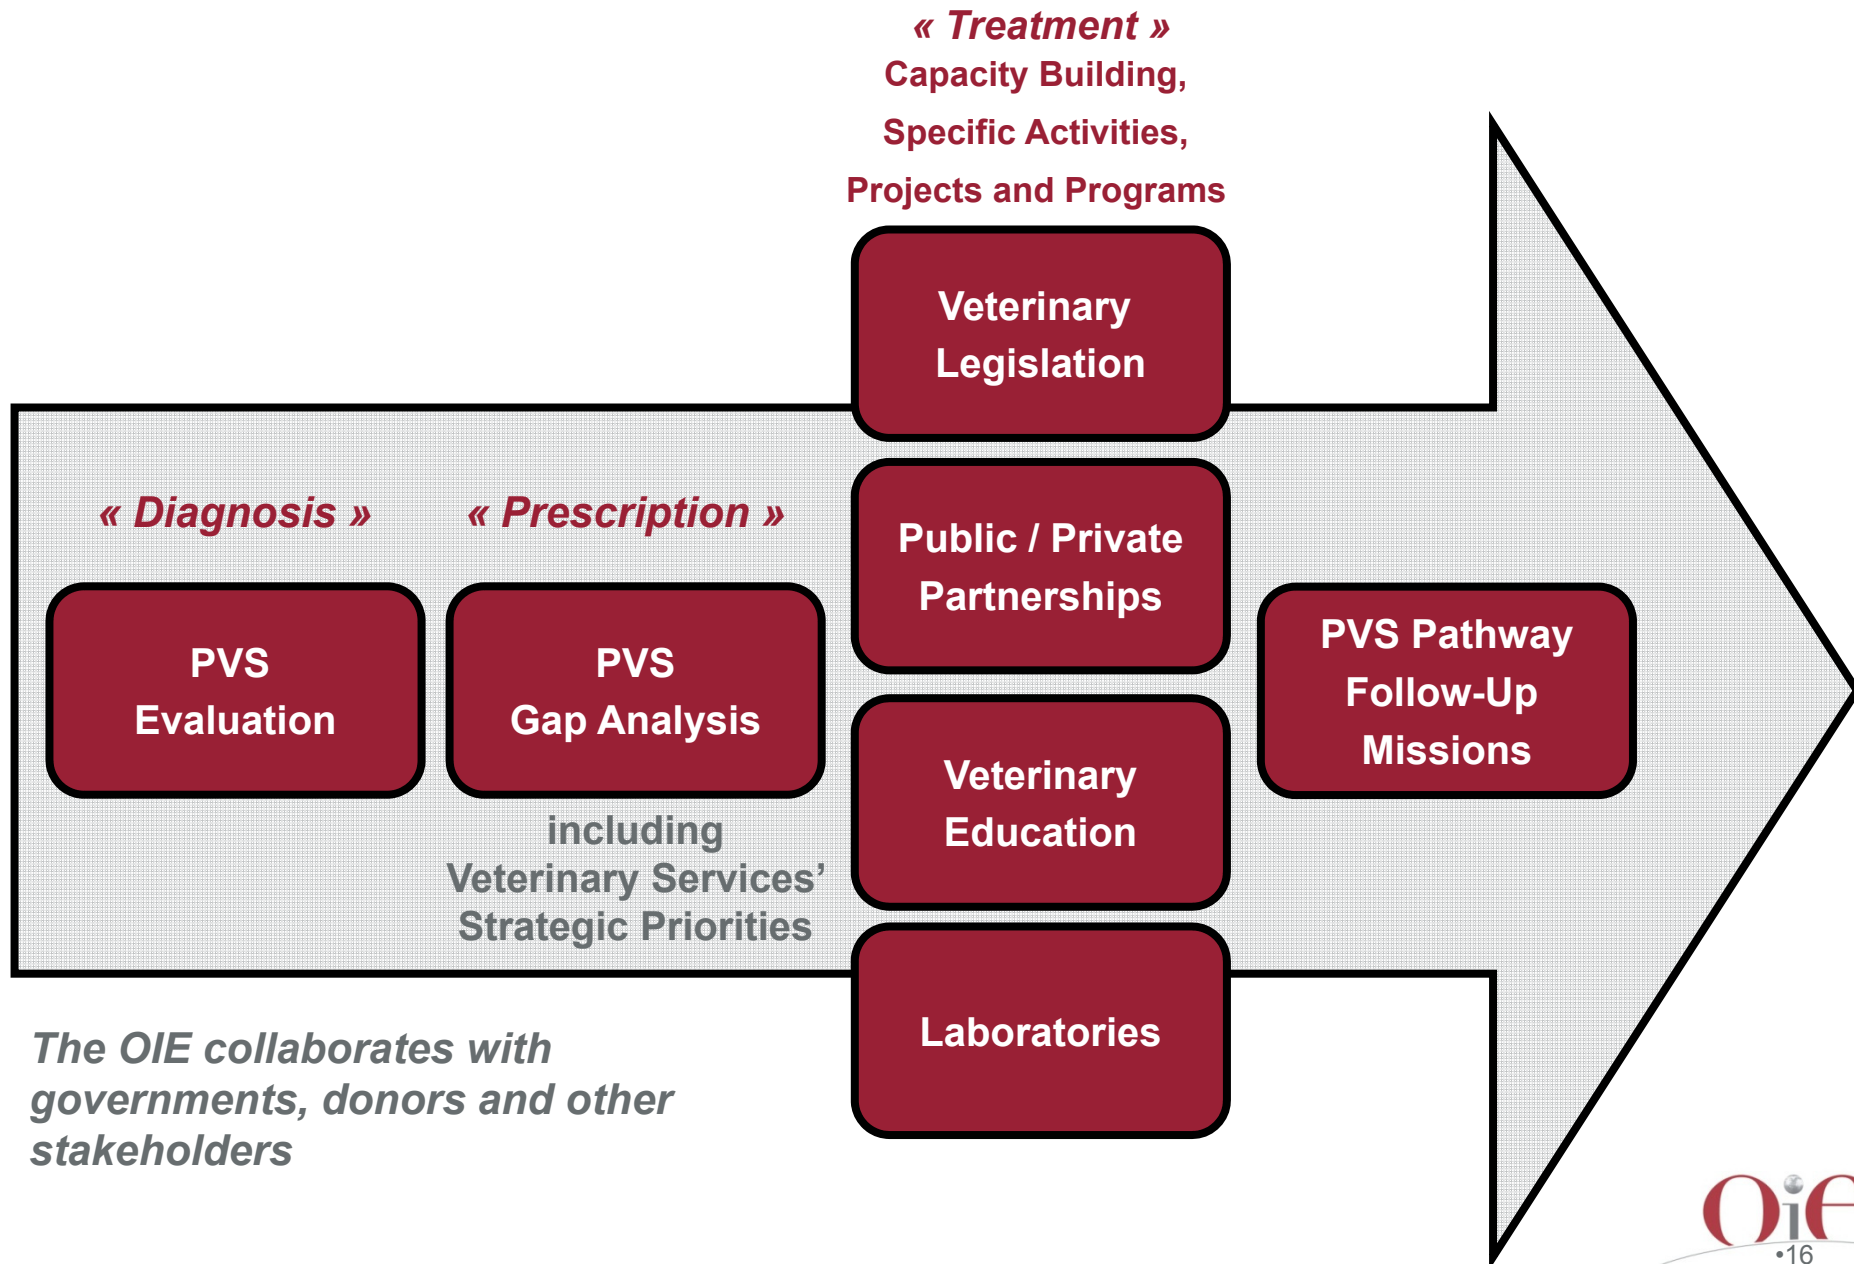 « Treatment »
Capacity Building,
Specific Activities,
Projects and Programs
« Diagnosis »
PVS
Evaluation
« Prescription »
PVS
Gap Analysis
including
Veterinary Services’
Strategic Priorities
Veterinary
Legislation
Public / Private
Partnerships
Veterinary
Education
Laboratories
PVS Pathway
Follow-Up
Missions
The OIE collaborates with
governments, donors and other
stakeholders
OiE
•16